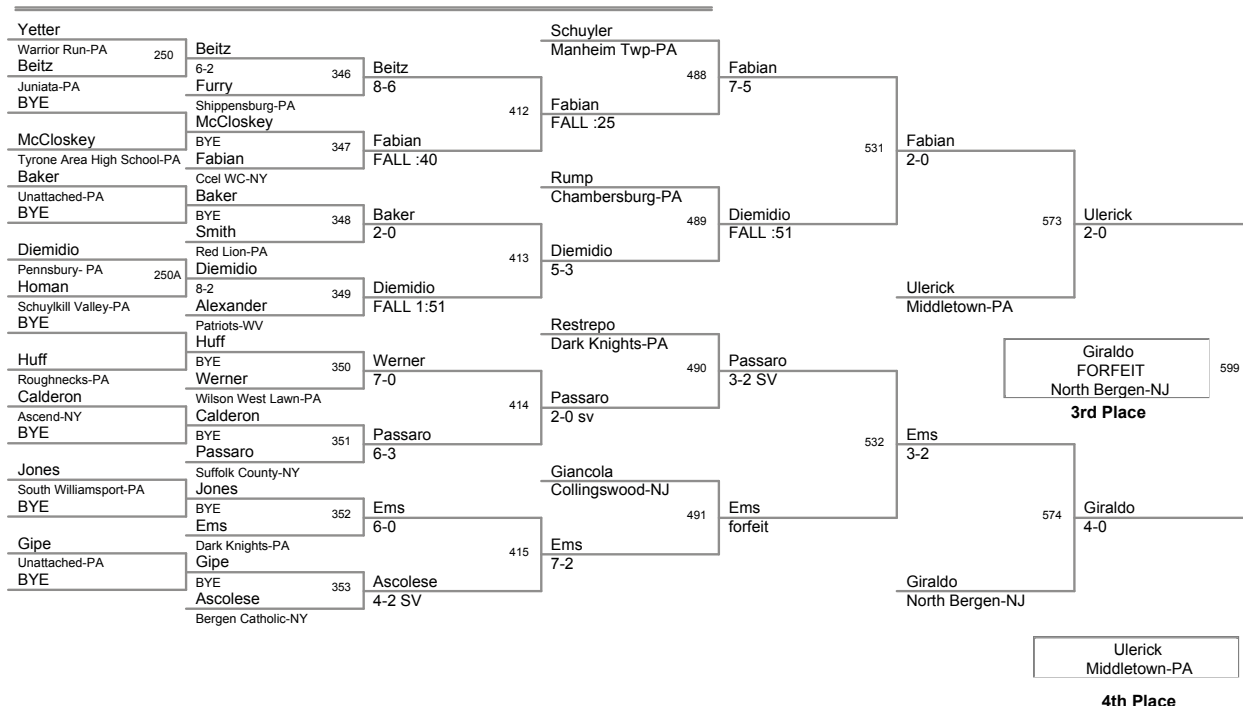 Yetter
Warrior Run-PA
250
Beitz
Juniata-PA
BYE
McCloskey
Tyrone Area High School-PA
Baker
Unattached-PA
BYE
Diemidio
Pennsbury- PA
250A
Homan
Schuylkill Valley-PA
BYE
Huff
Roughnecks-PA
Calderon
Ascend-NY
BYE
Jones
South Williamsport-PA
BYE
Gipe
Unattached-PA
BYE
Beitz
6-2
346
Furry
Shippensburg-PA
McCloskey
BYE
347
Fabian
Ccel WC-NY
Baker
BYE
348
Smith
Red Lion-PA
Diemidio
8-2
349
Alexander
Patriots-WV
Huff
BYE
350
Werner
Wilson West Lawn-PA
Calderon
BYE
351
Passaro
Suffolk County-NY
Jones
BYE
352
Ems
Dark Knights-PA
Gipe
BYE
353
Ascolese
Bergen Catholic-NY
Beitz
8-6
412
Fabian
FALL :40
Baker
2-0
413
Diemidio
FALL 1:51
Werner
7-0
414
Passaro
6-3
Ems
6-0
415
Ascolese
4-2 SV
Schuyler
Manheim Twp-PA
488
Fabian
FALL :25
Rump
Chambersburg-PA
489
Diemidio
5-3
Restrepo
Dark Knights-PA
490
Passaro
2-0 sv
Giancola
Collingswood-NJ
491
Ems
7-2
Fabian
7-5
531
Diemidio
FALL :51
Passaro
3-2 SV
532
Ems
forfeit
Fabian
2-0
573
Ulerick
Middletown-PA
Ems
3-2
574
Giraldo
North Bergen-NJ
Ulerick
2-0
Giraldo
FORFEIT
599
North Bergen-NJ
3rd Place
Giraldo
4-0
Ulerick
Middletown-PA
4th Place